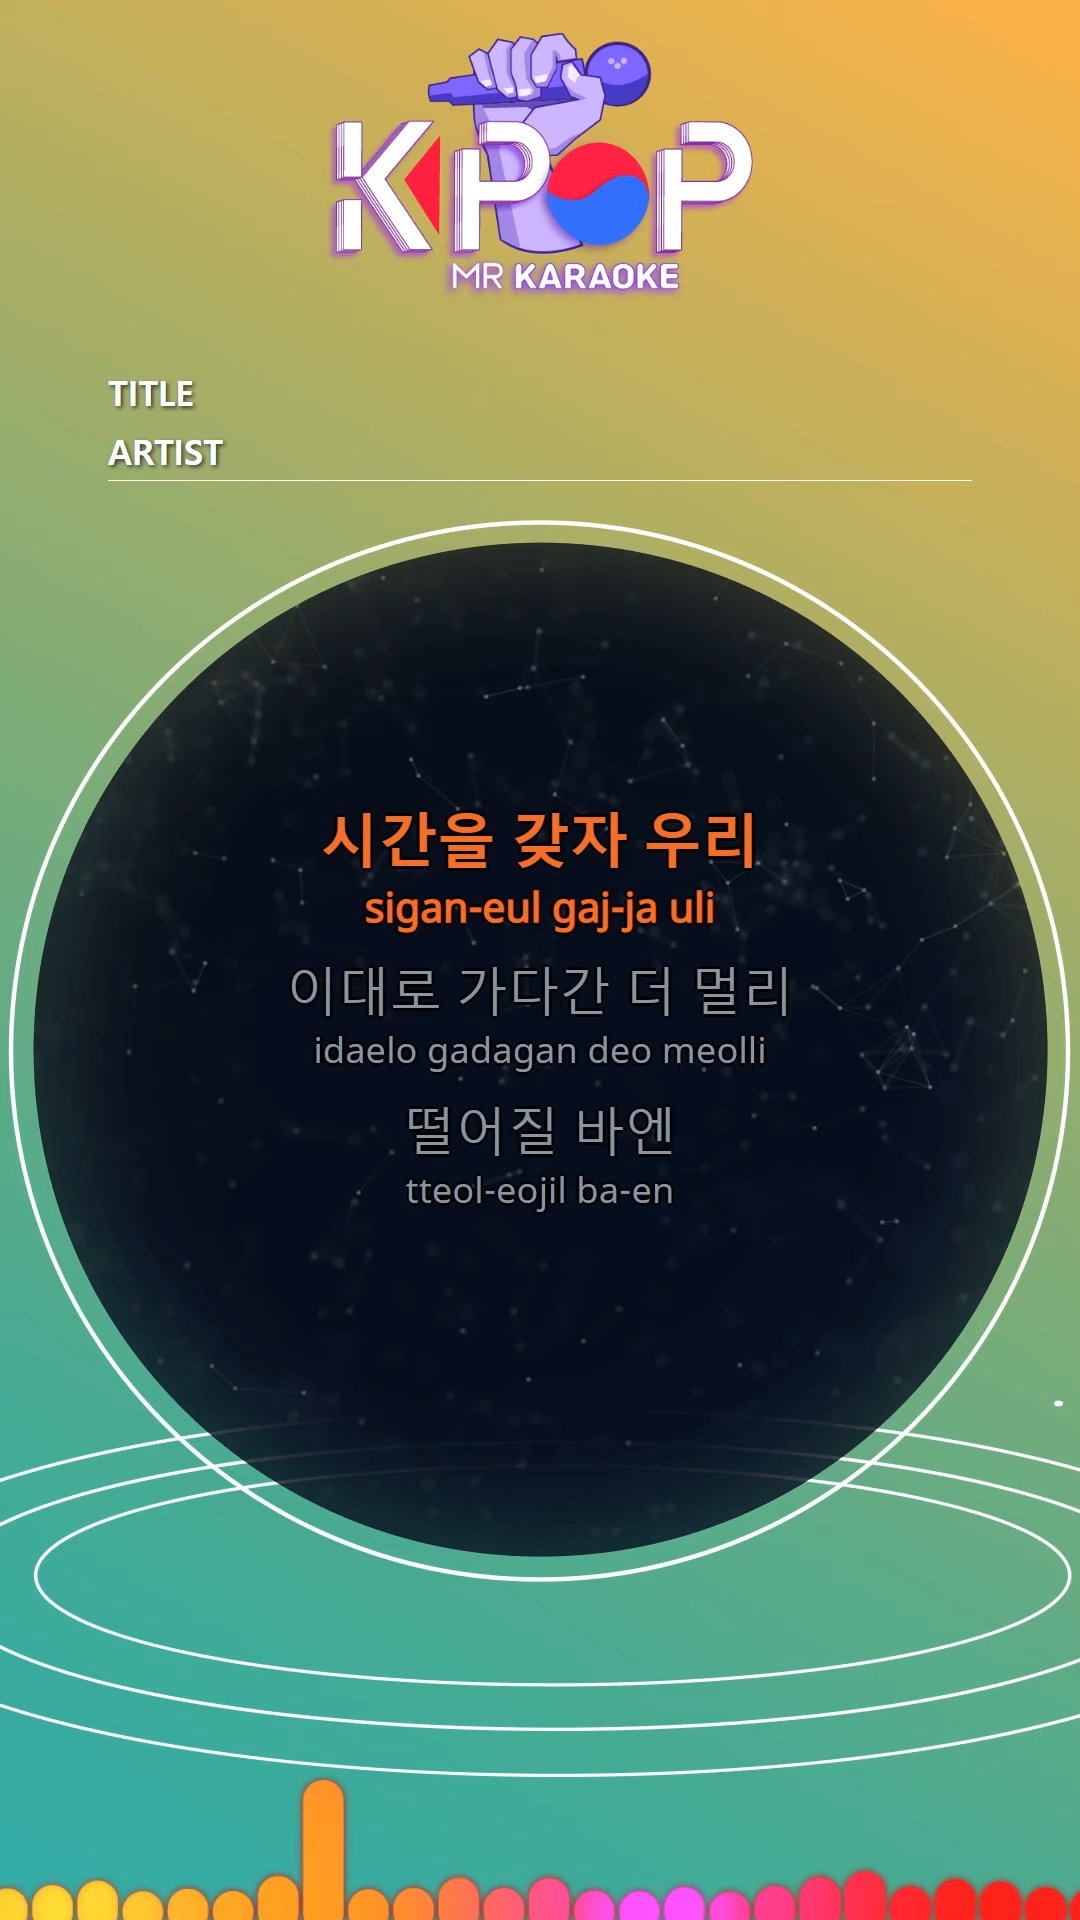 KPOP
MR KARAOKE
TITLE
ARTIST
시간을 갖자 우리
sigan-eul gaj-ja uli
이대로 가다간 더 멀리
idaelo gadagan deo meolli
떨어질 바엔
tteol-eojil ba-en